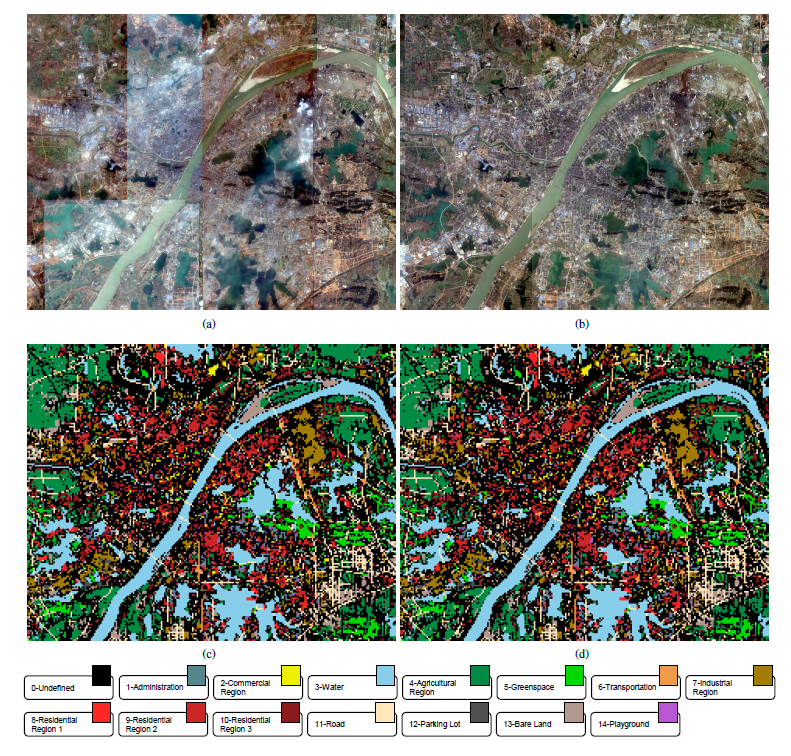 (a)
(b)
(c)
(d)
0-Undefined
1-Administration
2-Commercial
Region
3-Water
4-Agricultural
Region
5-Greenspace
6-Transportation
7-Industrial
Region
8-Residential
Region 1
9-Residential
Region 2
10-Residential
Region 3
11-Road
12-Parking Lot
13-Bare Land
14-Playground